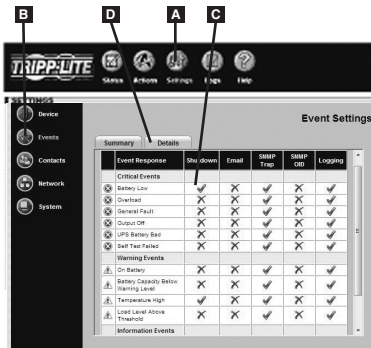 B
D
A
C
TRIPP·LITE
Status Actions Settings Logs Help
SETTINGS
Device
Events
Contacts
Network
System
Event Settings
Summary Details
Event Response Shutdown Email SNMP Trap SNMP OID Logging
Critical Events
Battery Low
Overload
General Fault
Output Off
UPS Battery Bad
Self Test Failed
Warning Events
On Battery
Battery Capacity Below Warning Level
Temperature High
Load Level Above Threshold
Information Events